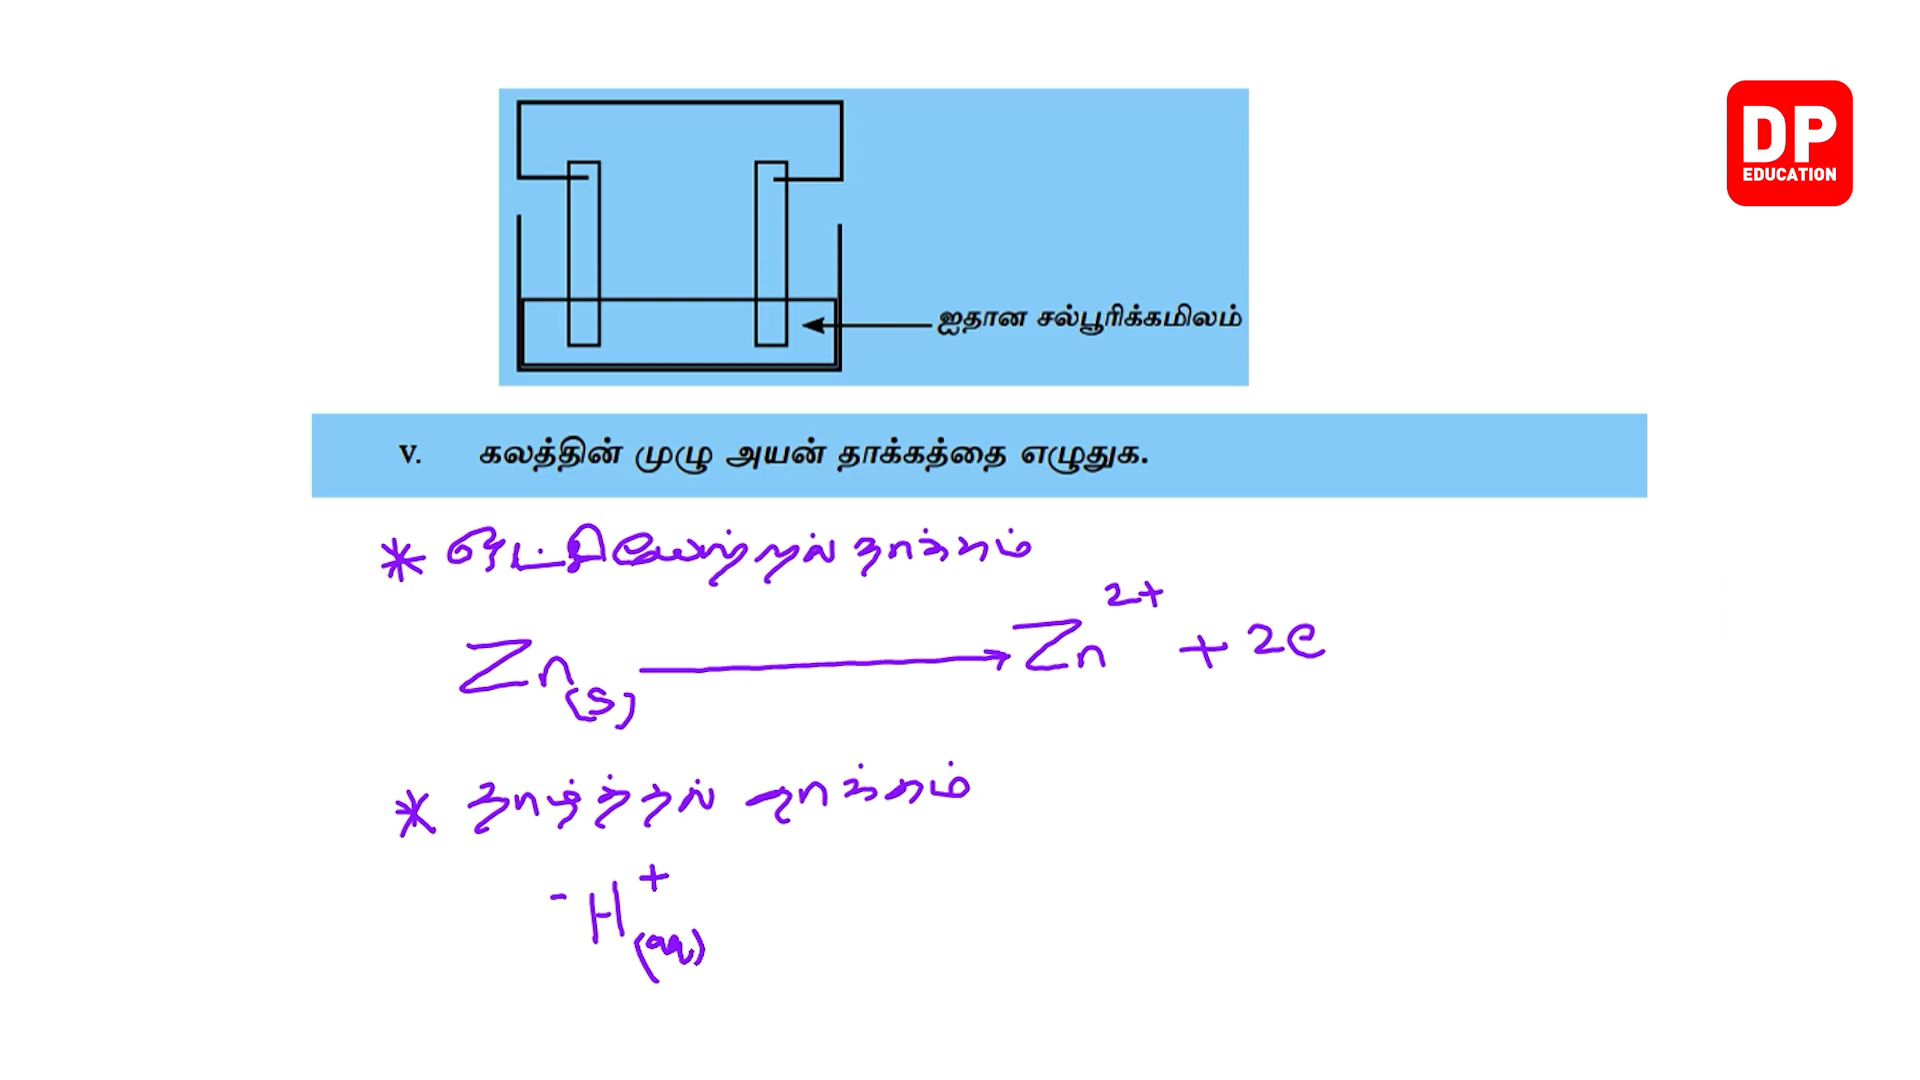 DP
EDUCATION
ஐதான சல்பூரிக்கமிலம்
v. கலத்தின் முழு அயன் தாக்கத்தை எழுதுக.
* ஒட்சியேற்றல் தாக்கம்
Zn(s) → Zn²⁺ + 2e
* தாழ்த்தல் தாக்கம்
H⁺(aq)